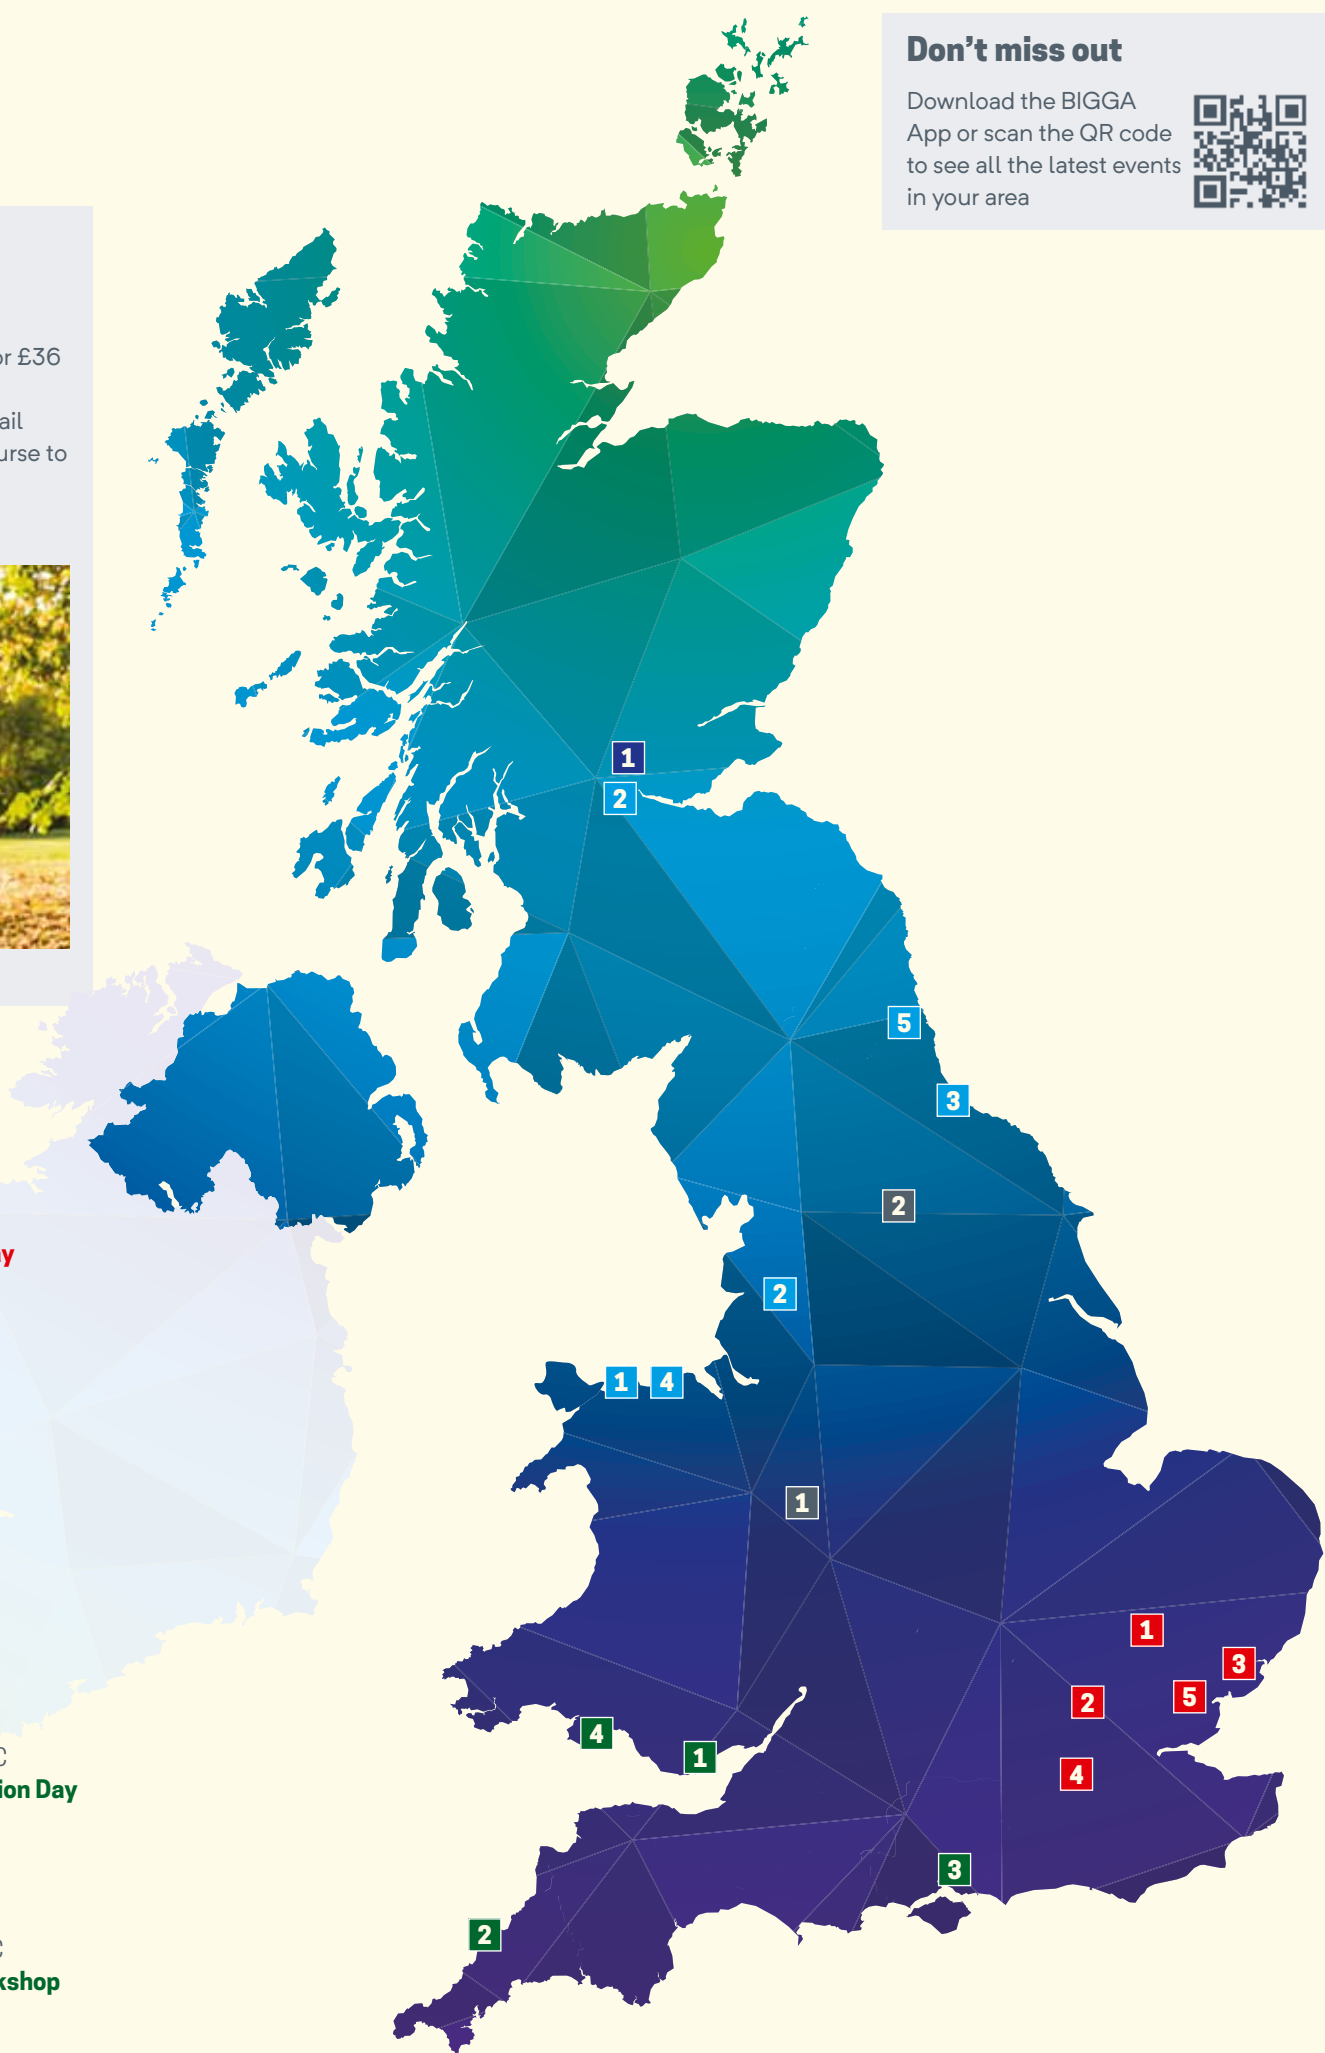 Don't miss out
Download the BIGGA
App or scan the QR code
to see all the latest events
in your area
or £36
ail
urse to
1
2
5
3
2
2
1 4
1
1
3
2
5
4
4
1
3
2
ay
C
ion Day
C
kshop